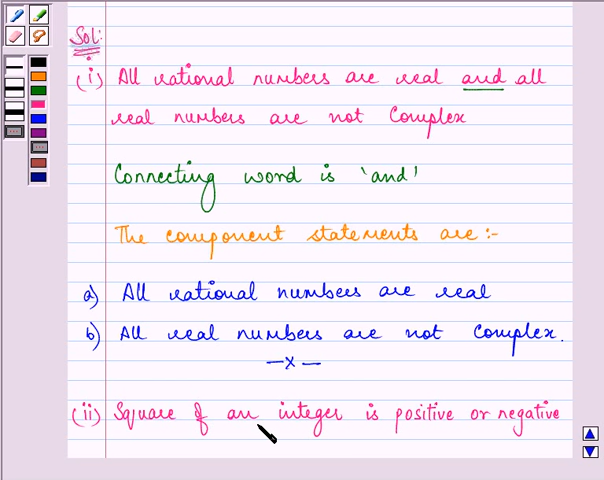 Sol:
(i) All rational numbers are real and all
real numbers are not Complex
Connecting word is 'and'
The component statements are :-
a) All rational numbers are real
b) All real numbers are not Complex.
—x—
(ii) Square of an integer is positive or negative